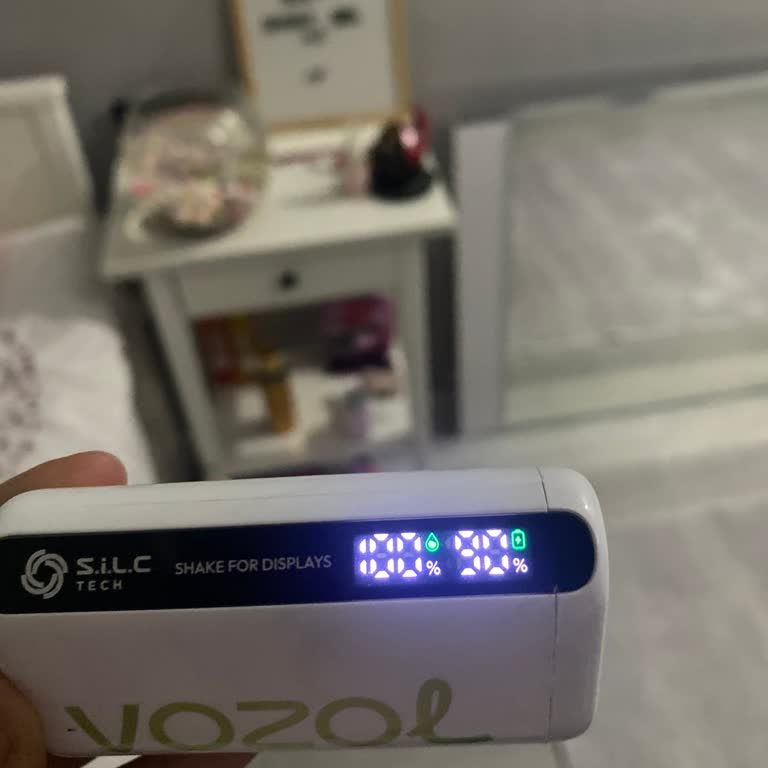 S.i.L.C
TECH
SHAKE FOR DISPLAYS
%
%
VOZOL